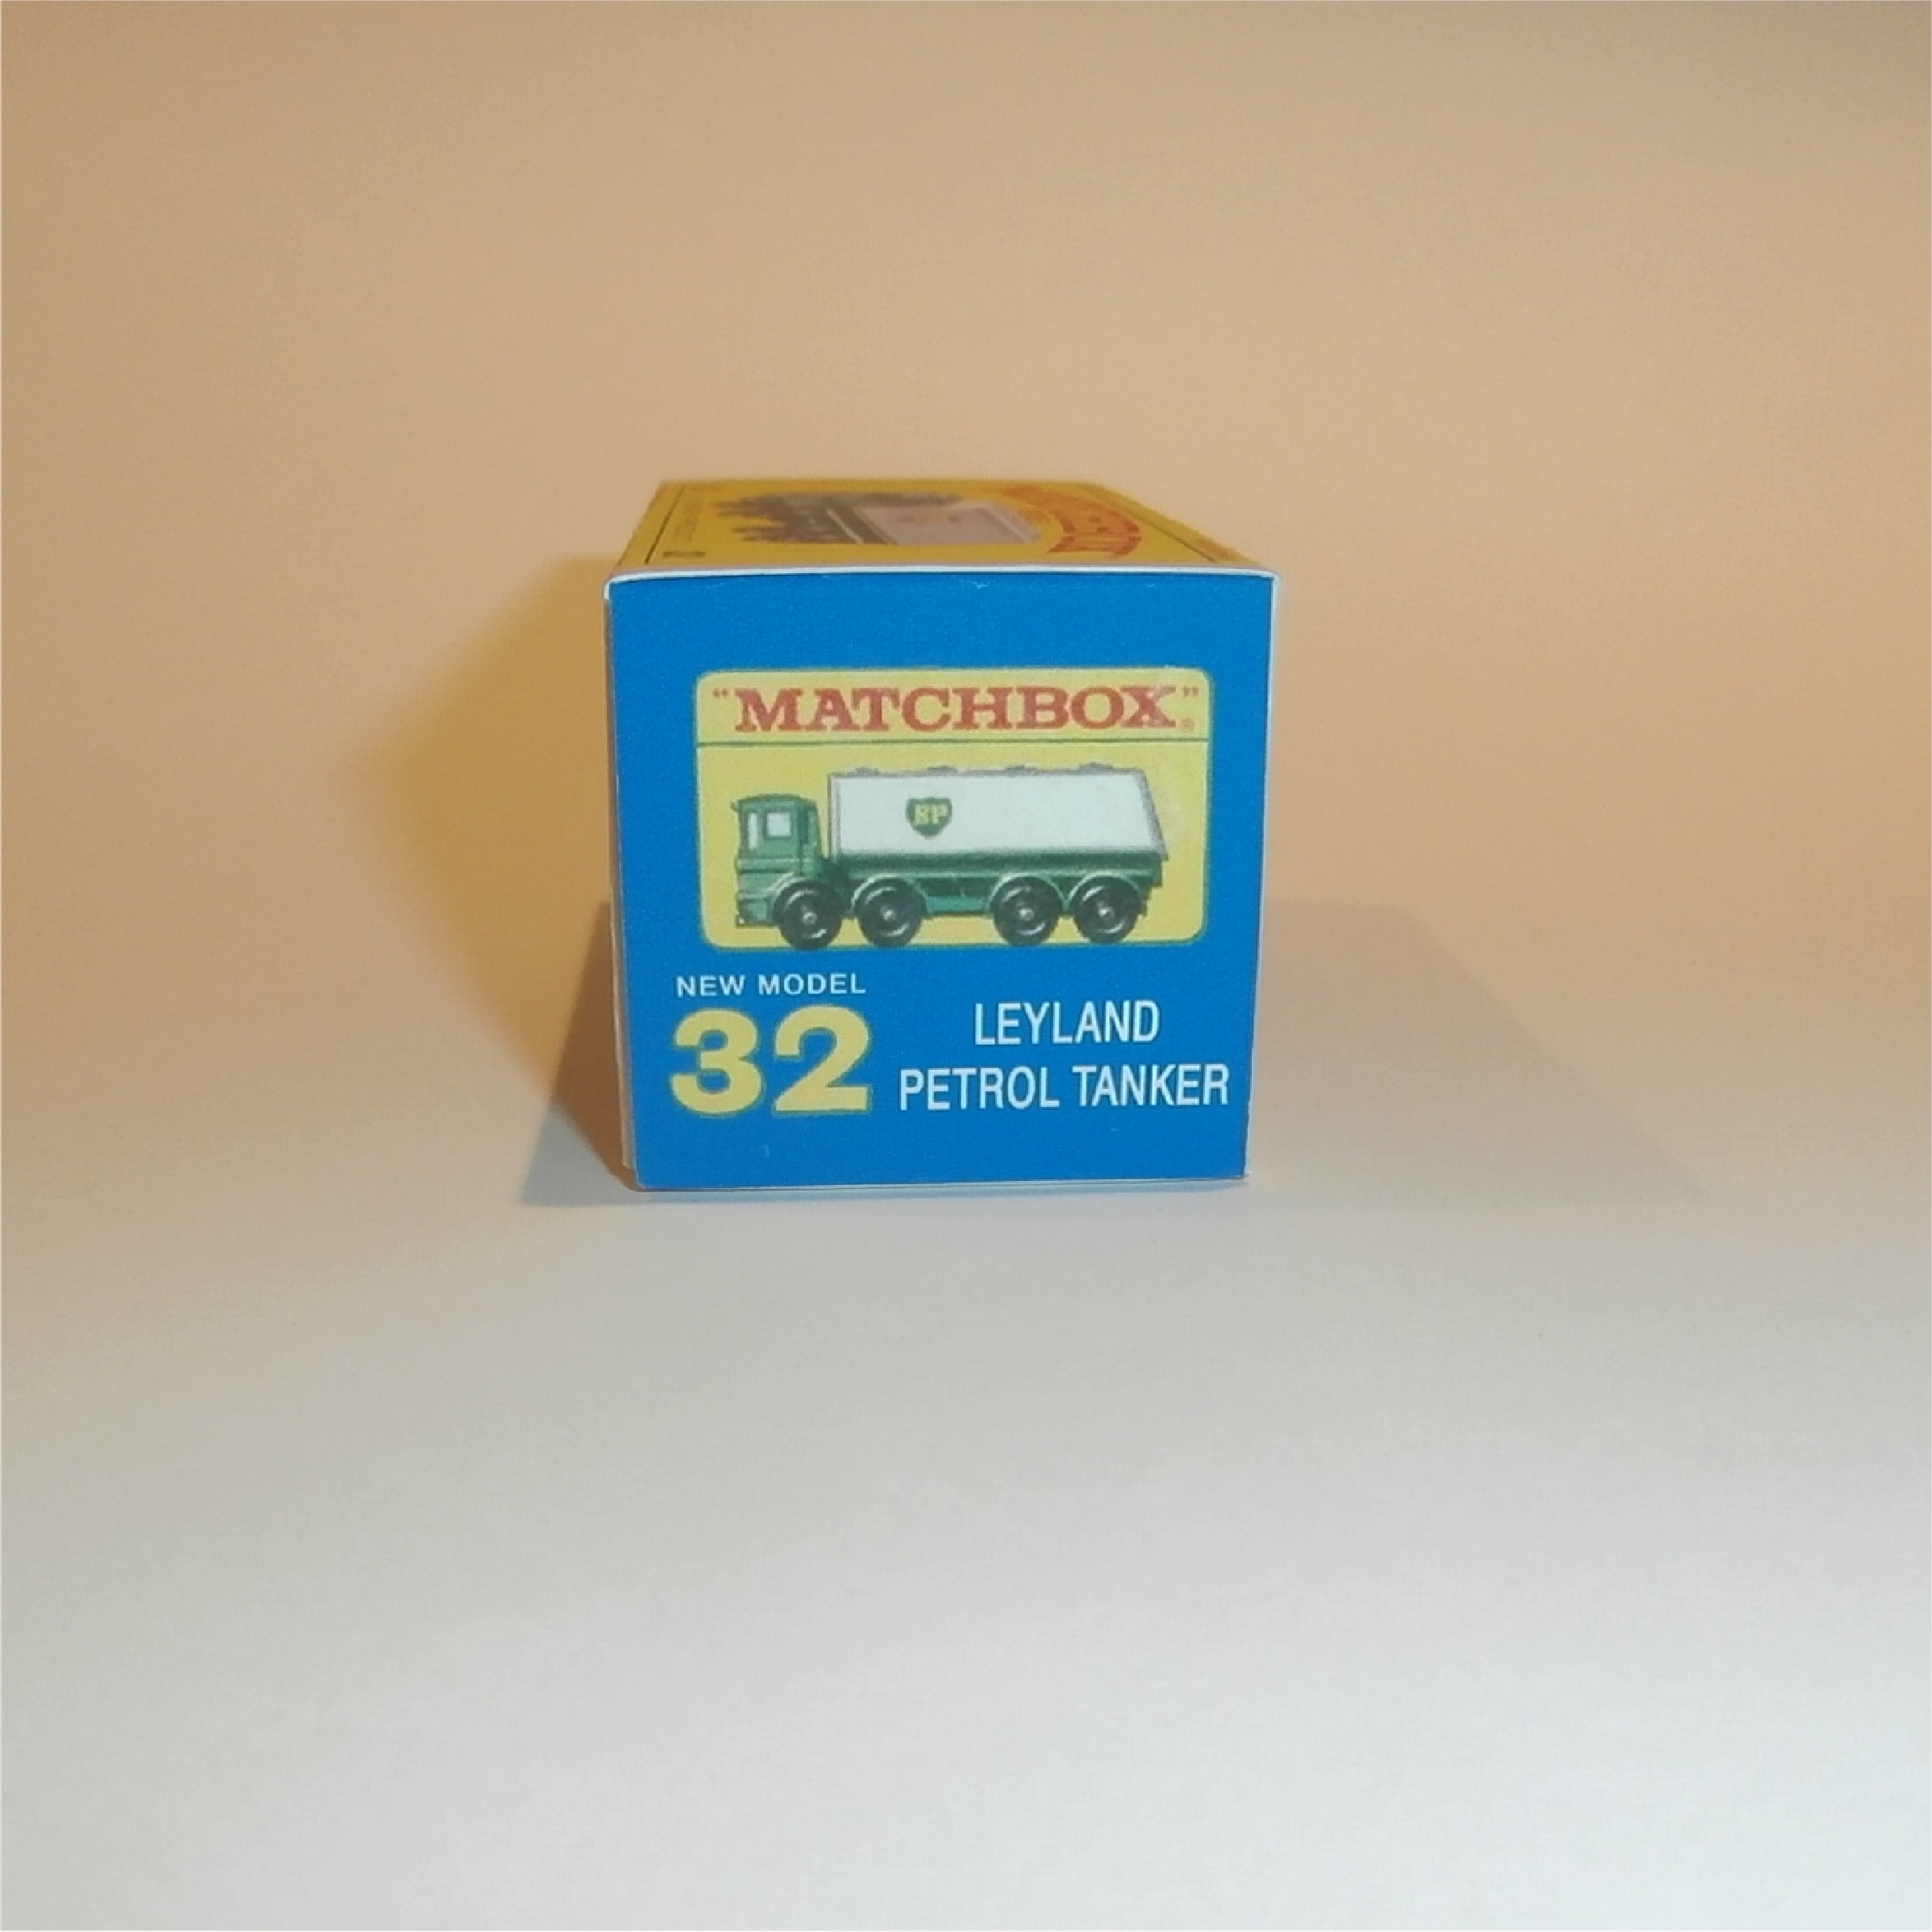 "MATCHBOX"®
BP
NEW MODEL
32
LEYLAND
PETROL TANKER